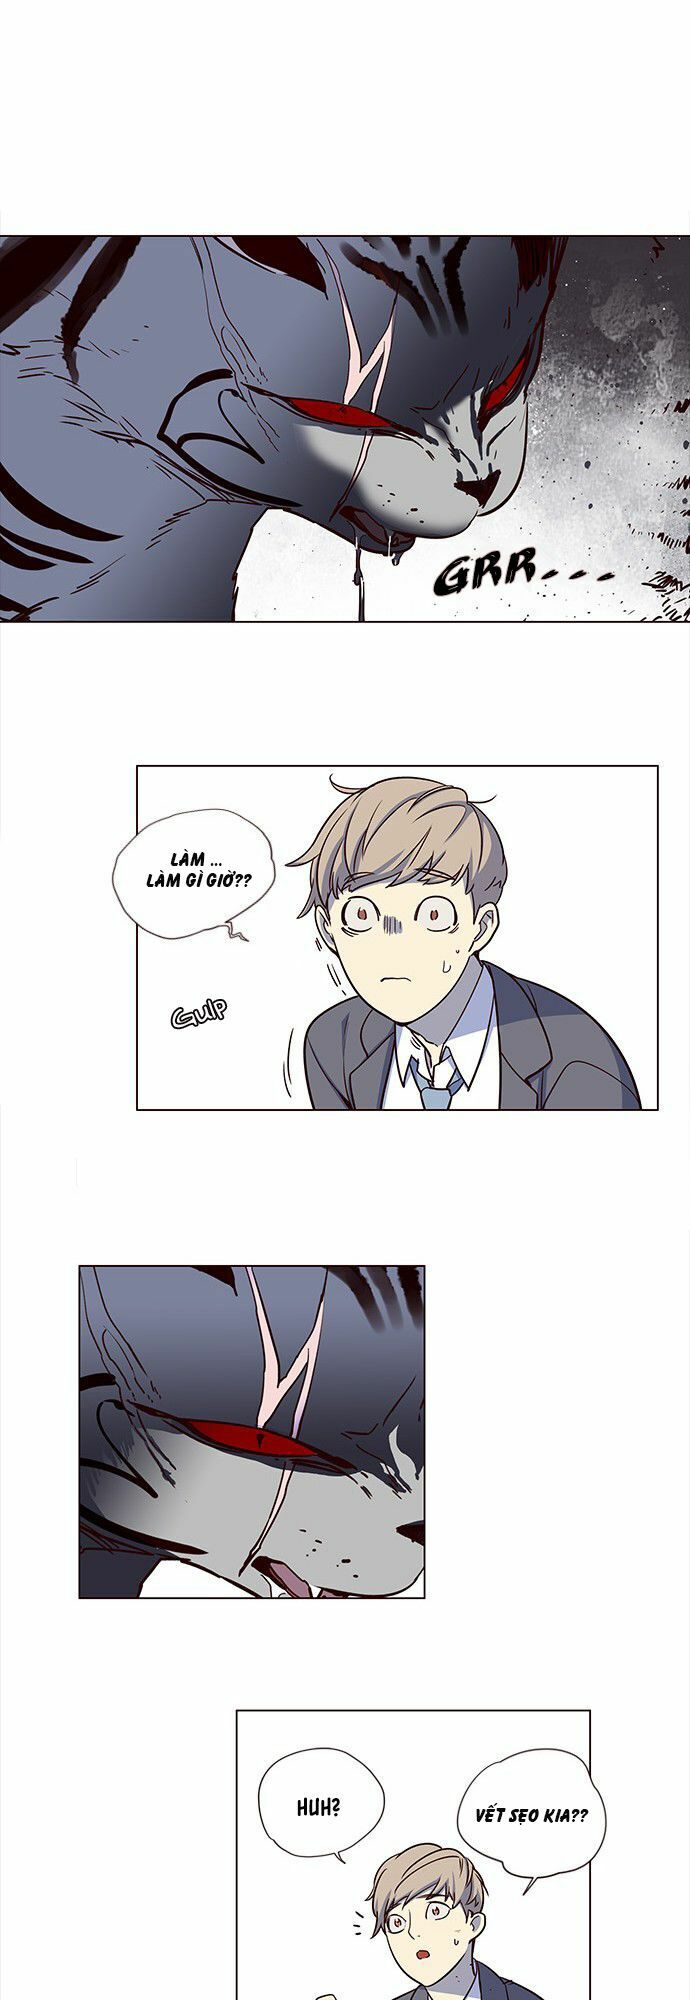 GRR...
LÀM ...
LÀM GÌ GIỜ??
GULP
HUH?
VẾT SẸO KIA??